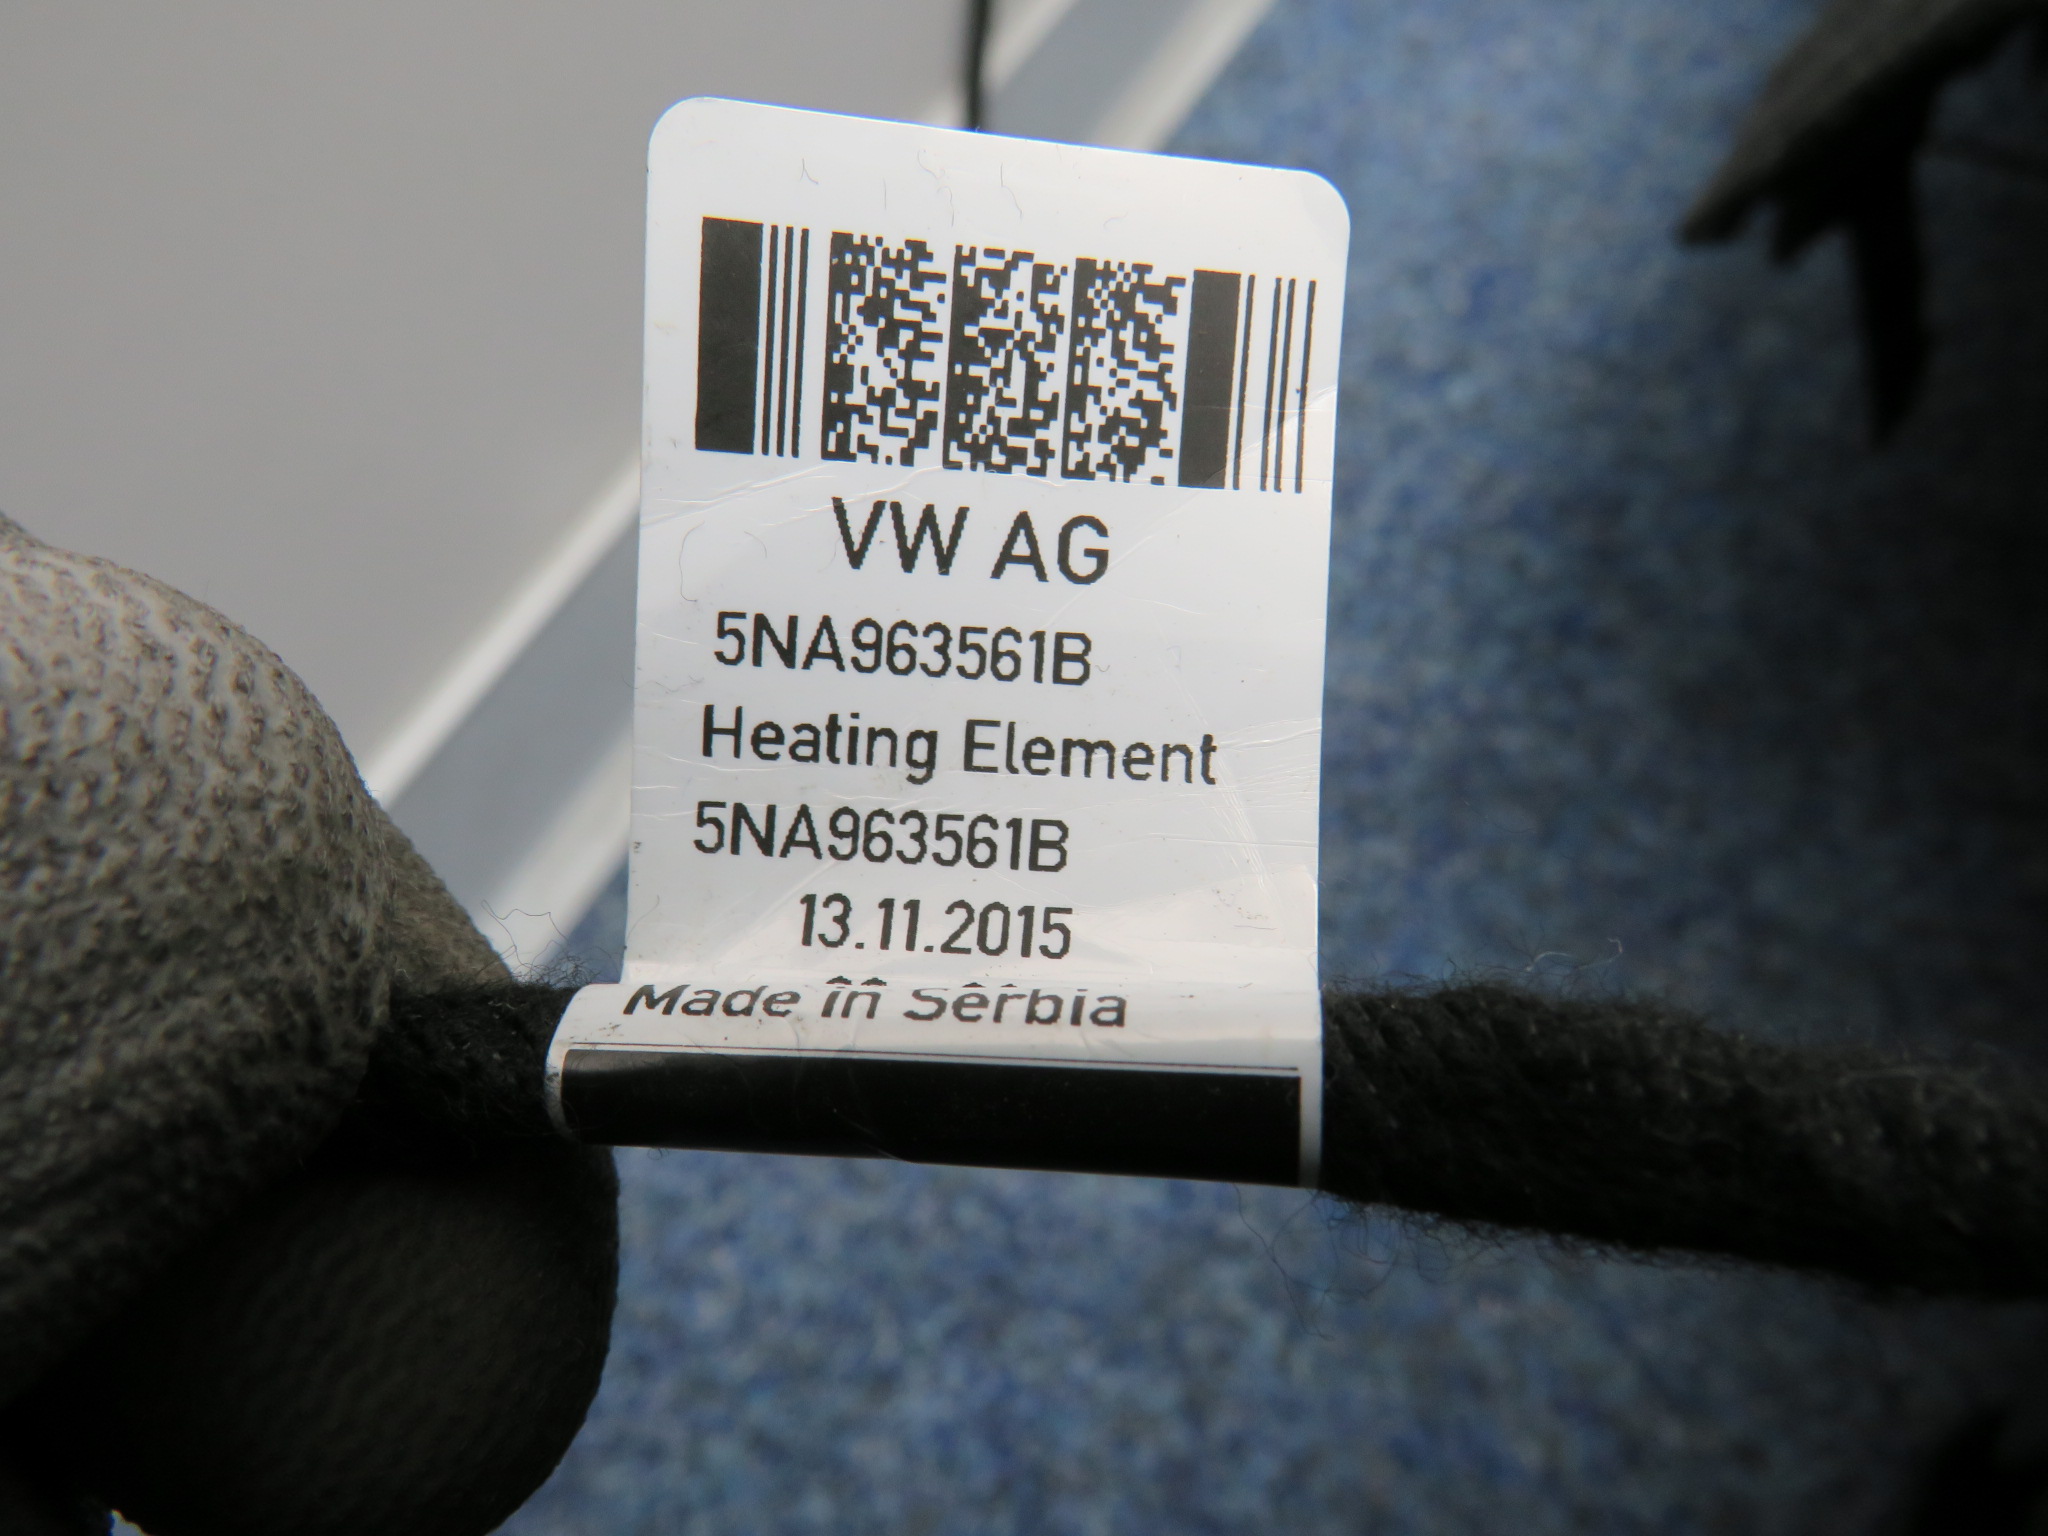 VW AG
5NA963561B
Heating Element
5NA963561B
13.11.2015
Made in Serbia